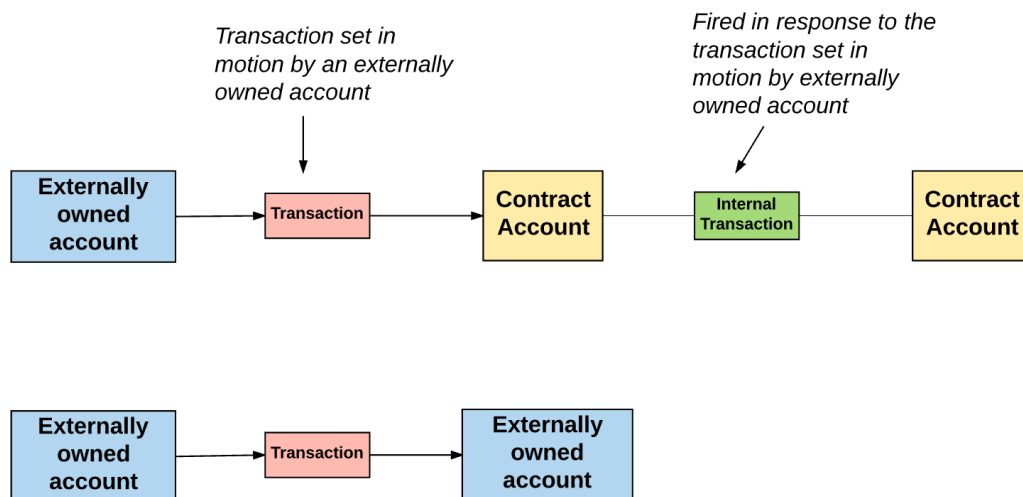 Transaction set in
motion by an externally
owned account
Fired in response to the
transaction set in
motion by externally
owned account
Externally
owned
account
Transaction
Contract
Account
Internal
Transaction
Contract
Account
Externally
owned
account
Transaction
Externally
owned
account